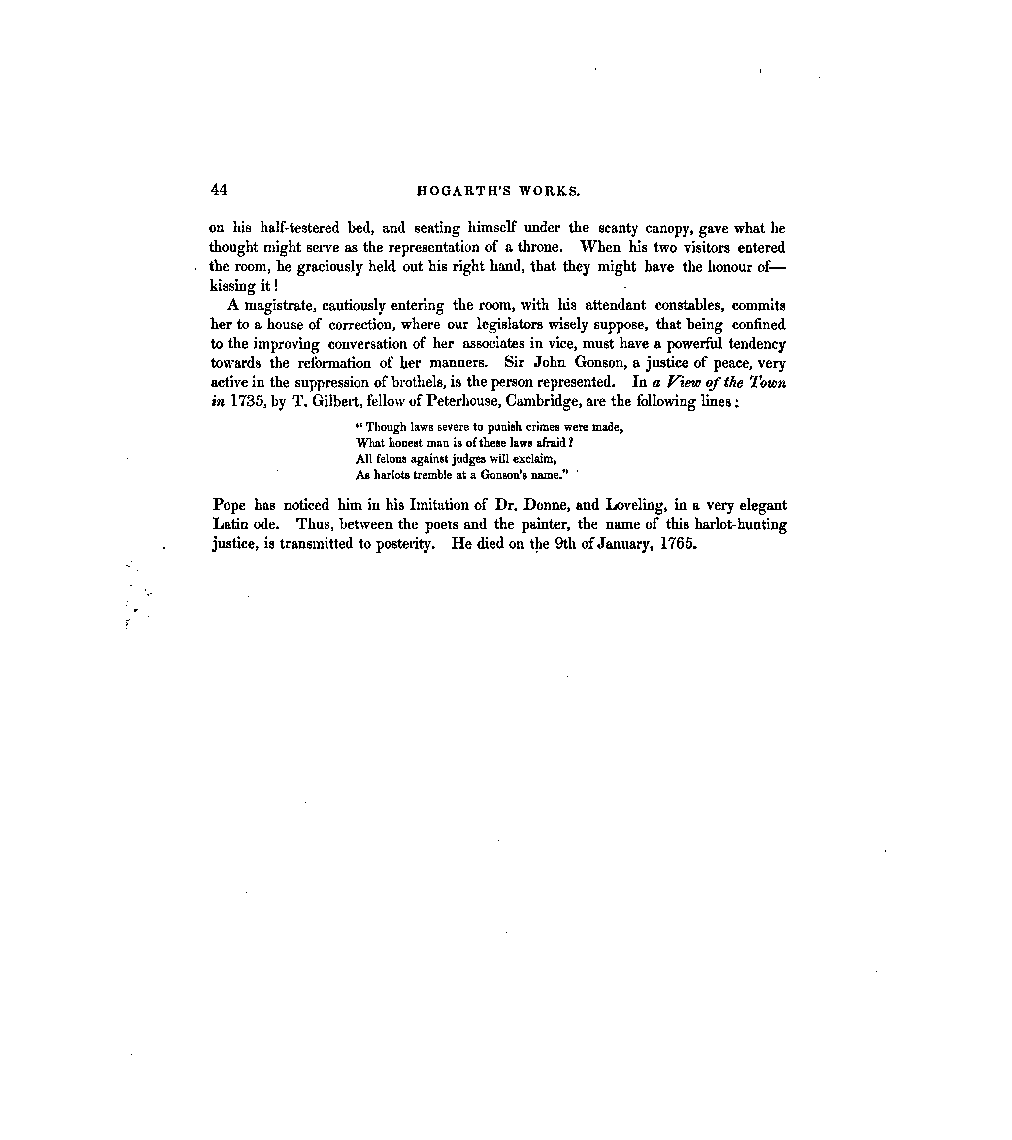 44 HOGARTH'S WORKS.
on his half-testered bed, and seating himself under the scanty canopy, gave what he
thought might serve as the representation of a throne. When his two visitors entered
the room, he graciously held out his right hand, that they might have the honour of—
kissing it!
A magistrate, cautiously entering the room, with his attendant constables, commits
her to a house of correction, where our legislators wisely suppose, that being confined
to the improving conversation of her associates in vice, must have a powerful tendency
towards the reformation of her manners. Sir John Gonson, a justice of peace, very
active in the suppression of brothels, is the person represented. In a View of the Town
in 1735, by T. Gilbert, fellow of Peterhouse, Cambridge, are the following lines:
“Though laws severe to punish crimes were made,
What honest man is of these laws afraid?
All felons against judges will exclaim,
As harlots tremble at a Gonson's name.”
Pope has noticed him in his Imitation of Dr. Donne, and Loveling, in a very elegant
Latin ode. Thus, between the poets and the painter, the name of this harlot-hunting
justice, is transmitted to posterity. He died on the 9th of January, 1765.